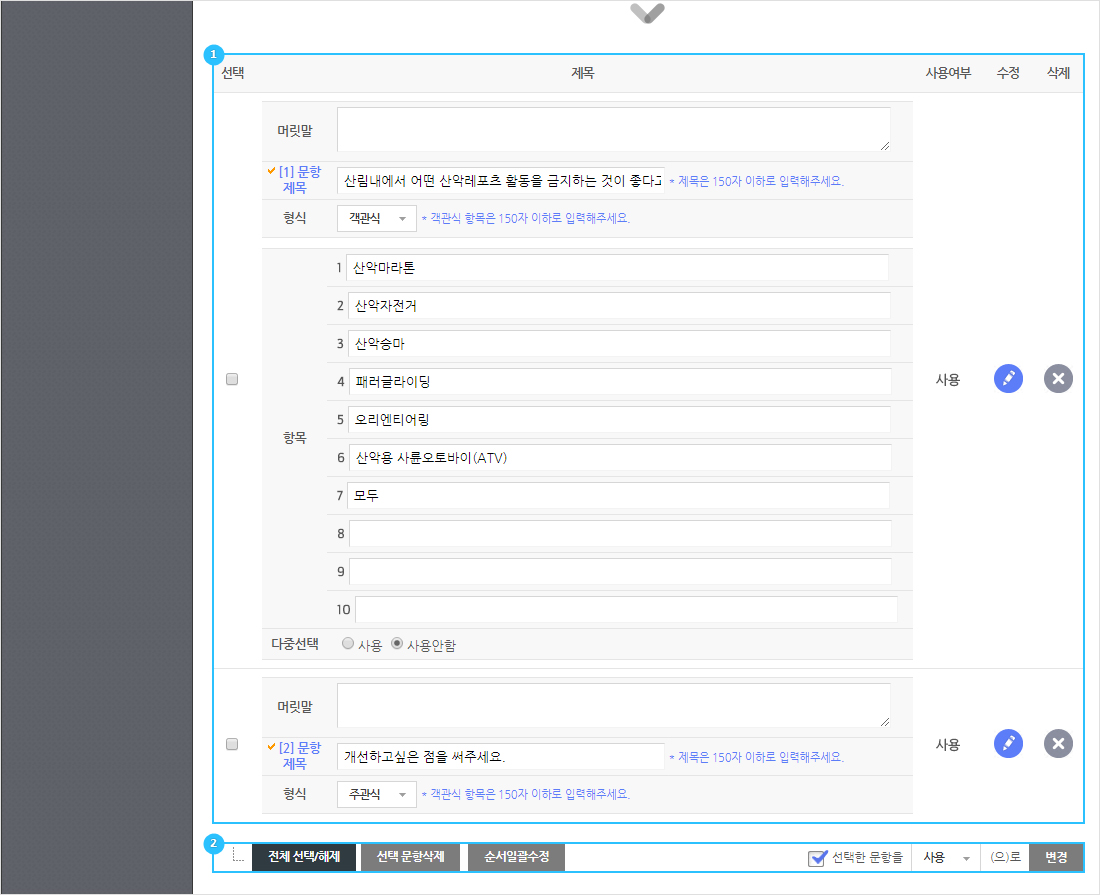 1
선택 제목 사용여부 수정 삭제
머릿말
[1] 문항 제목 산림내에서 어떤 산악레포츠 활동을 금지하는 것이 좋다고 * 제목은 150자 이하로 입력해주세요.
형식 객관식 * 객관식 항목은 150자 이하로 입력해주세요.
1 산악마라톤
2 산악자전거
3 산악승마
4 패러글라이딩
사용
5 오리엔티어링
항목
6 산악용 사륜오토바이(ATV)
7 모두
8
9
10
다중선택 사용 사용안함
머릿말
[2] 문항 제목 개선하고싶은 점을 써주세요. * 제목은 150자 이하로 입력해주세요.
사용
형식 주관식 * 객관식 항목은 150자 이하로 입력해주세요.
2
전체 선택/해제 선택 문항삭제 순서일괄수정 선택한 문항을 사용 (으)로 변경